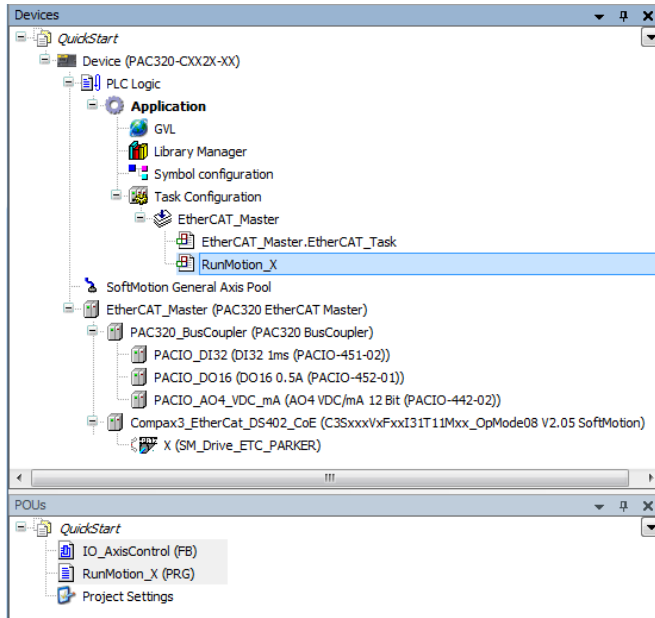 Devices
QuickStart
Device (PAC320-CXX2X-XX)
PLC Logic
Application
GVL
Library Manager
Symbol configuration
Task Configuration
EtherCAT_Master
EtherCAT_Master.EtherCAT_Task
RunMotion_X
SoftMotion General Axis Pool
EtherCAT_Master (PAC320 EtherCAT Master)
PAC320_BusCoupler (PAC320 BusCoupler)
PACIO_DI32 (DI32 1ms (PACIO-451-02))
PACIO_DO16 (DO16 0.5A (PACIO-452-01))
PACIO_AO4_VDC_mA (AO4 VDC/mA 12 Bit (PACIO-442-02))
Compax3_EtherCat_DS402_CoE (C3SxxxVxFxxI31T11Mxx_OpMode08 V2.05 SoftMotion)
X (SM_Drive_ETC_PARKER)
POUs
QuickStart
IO_AxisControl (FB)
RunMotion_X (PRG)
Project Settings